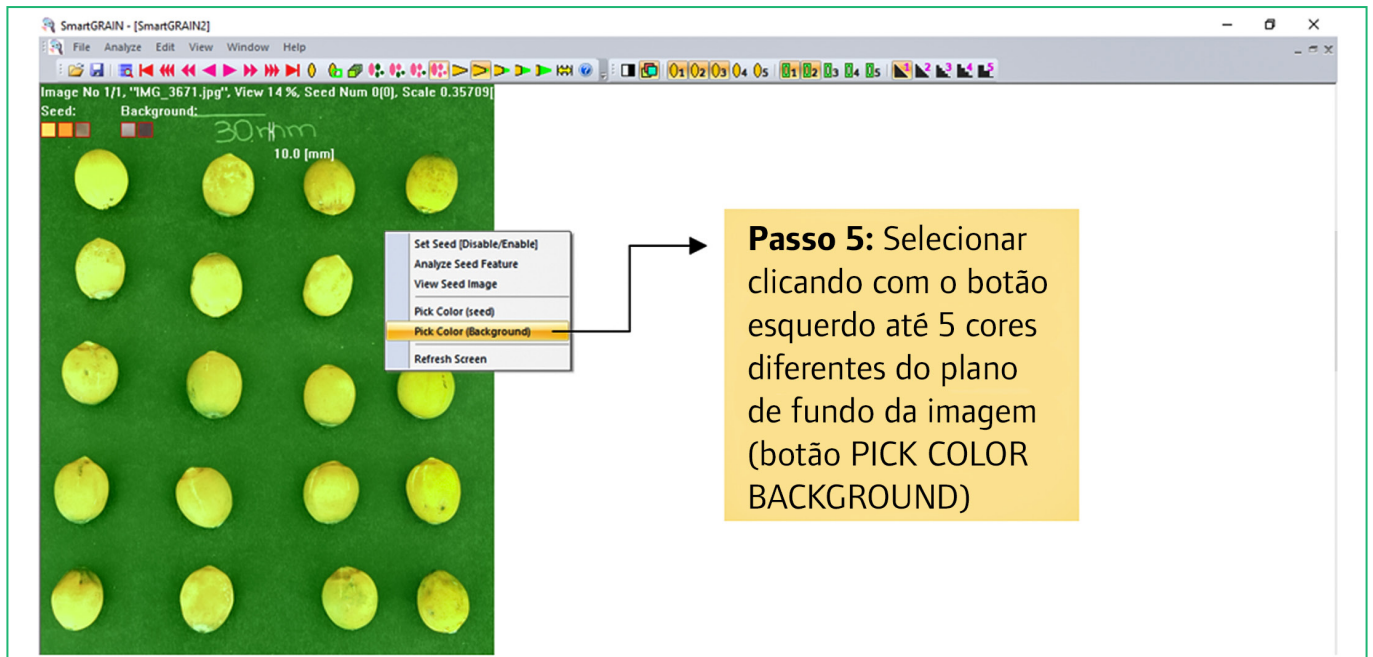 SmartGRAIN - [SmartGRAIN2]
File Analyze Edit View Window Help
Image No 1/1, "IMG_3671.jpg", View 14 %, Seed Num 0[0], Scale 0.35709[
Seed: Background:
30 mm
10.0 [mm]
Set Seed [Disable/Enable]
Analyze Seed Feature
View Seed Image
Pick Color (seed)
Pick Color (Background)
Refresh Screen
Passo 5: Selecionar
clicando com o botão
esquerdo até 5 cores
diferentes do plano
de fundo da imagem
(botão PICK COLOR
BACKGROUND)